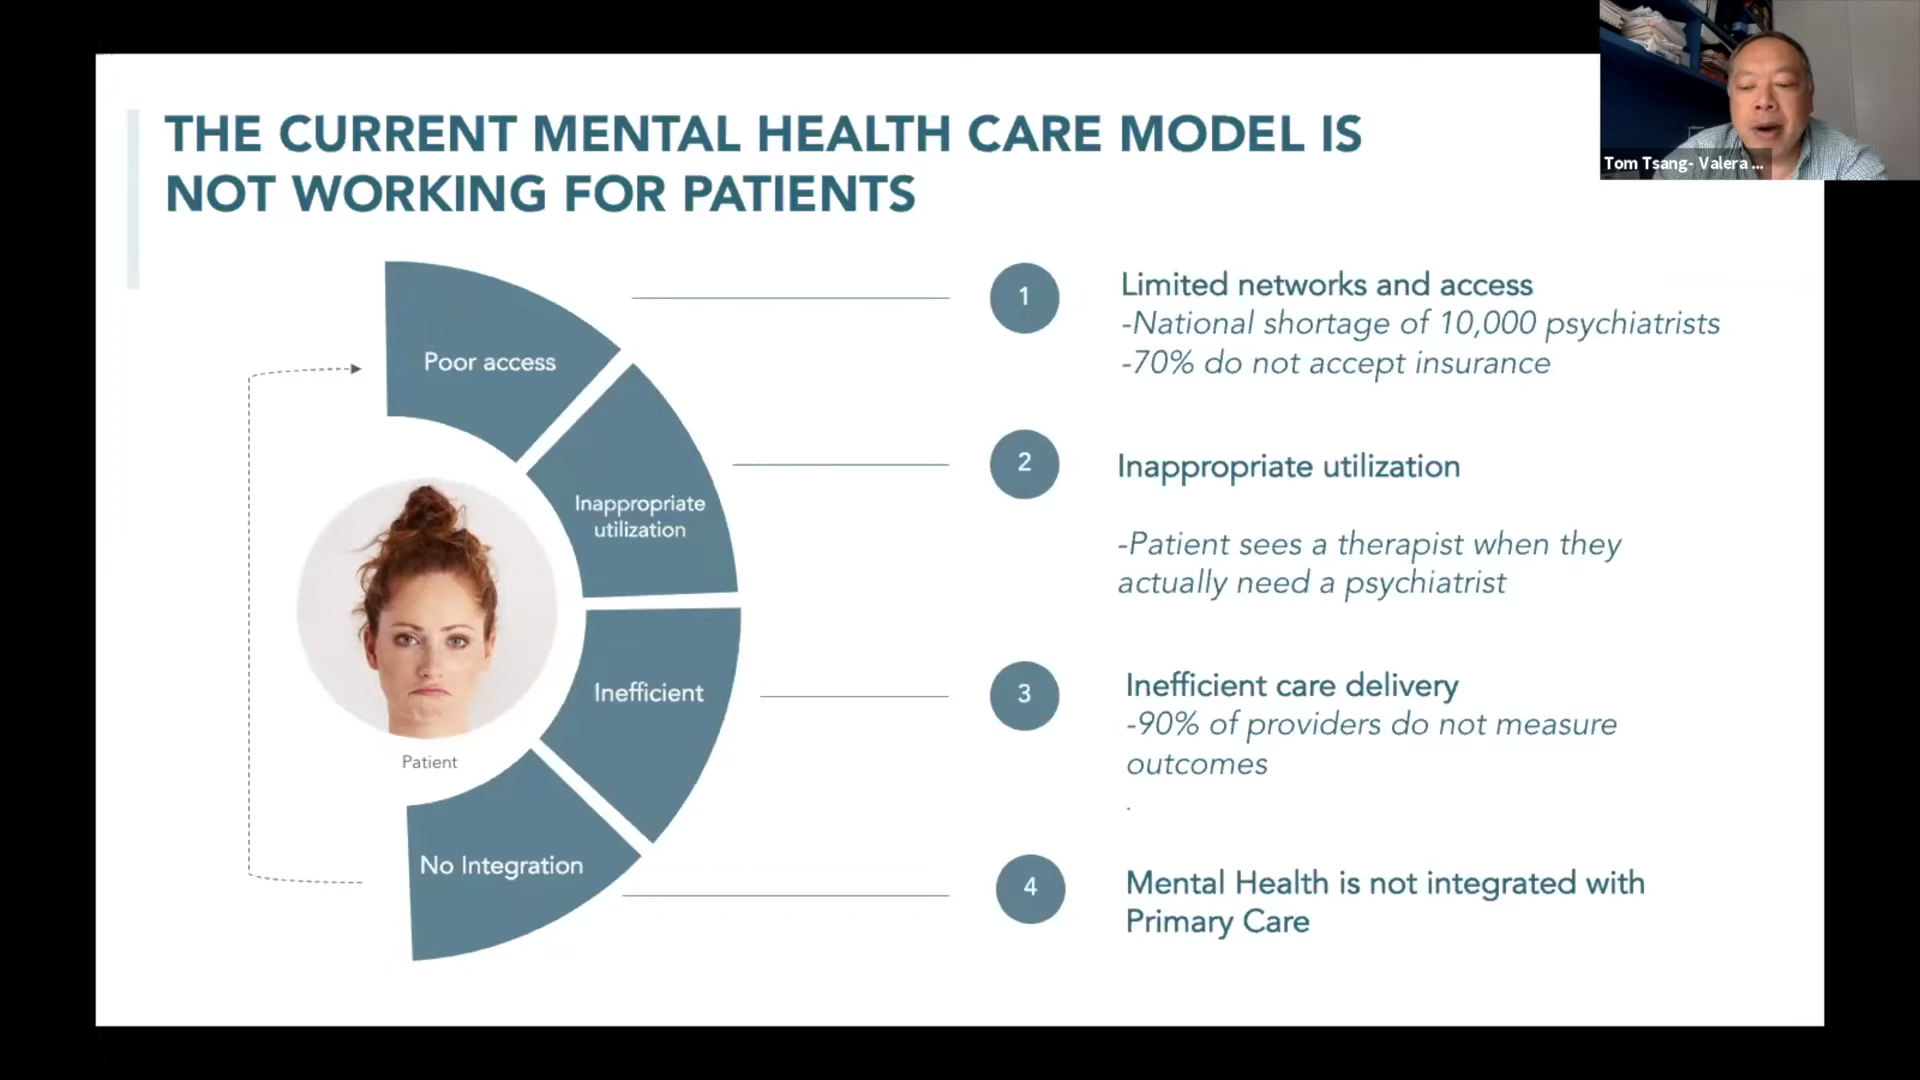 THE CURRENT MENTAL HEALTH CARE MODEL IS
NOT WORKING FOR PATIENTS
Tom Tsang- Valera ...
Poor access
Inappropriate
utilization
Inefficient
No Integration
Patient
1
Limited networks and access
-National shortage of 10,000 psychiatrists
-70% do not accept insurance
2
Inappropriate utilization
-Patient sees a therapist when they
actually need a psychiatrist
3
Inefficient care delivery
-90% of providers do not measure
outcomes
.
4
Mental Health is not integrated with
Primary Care